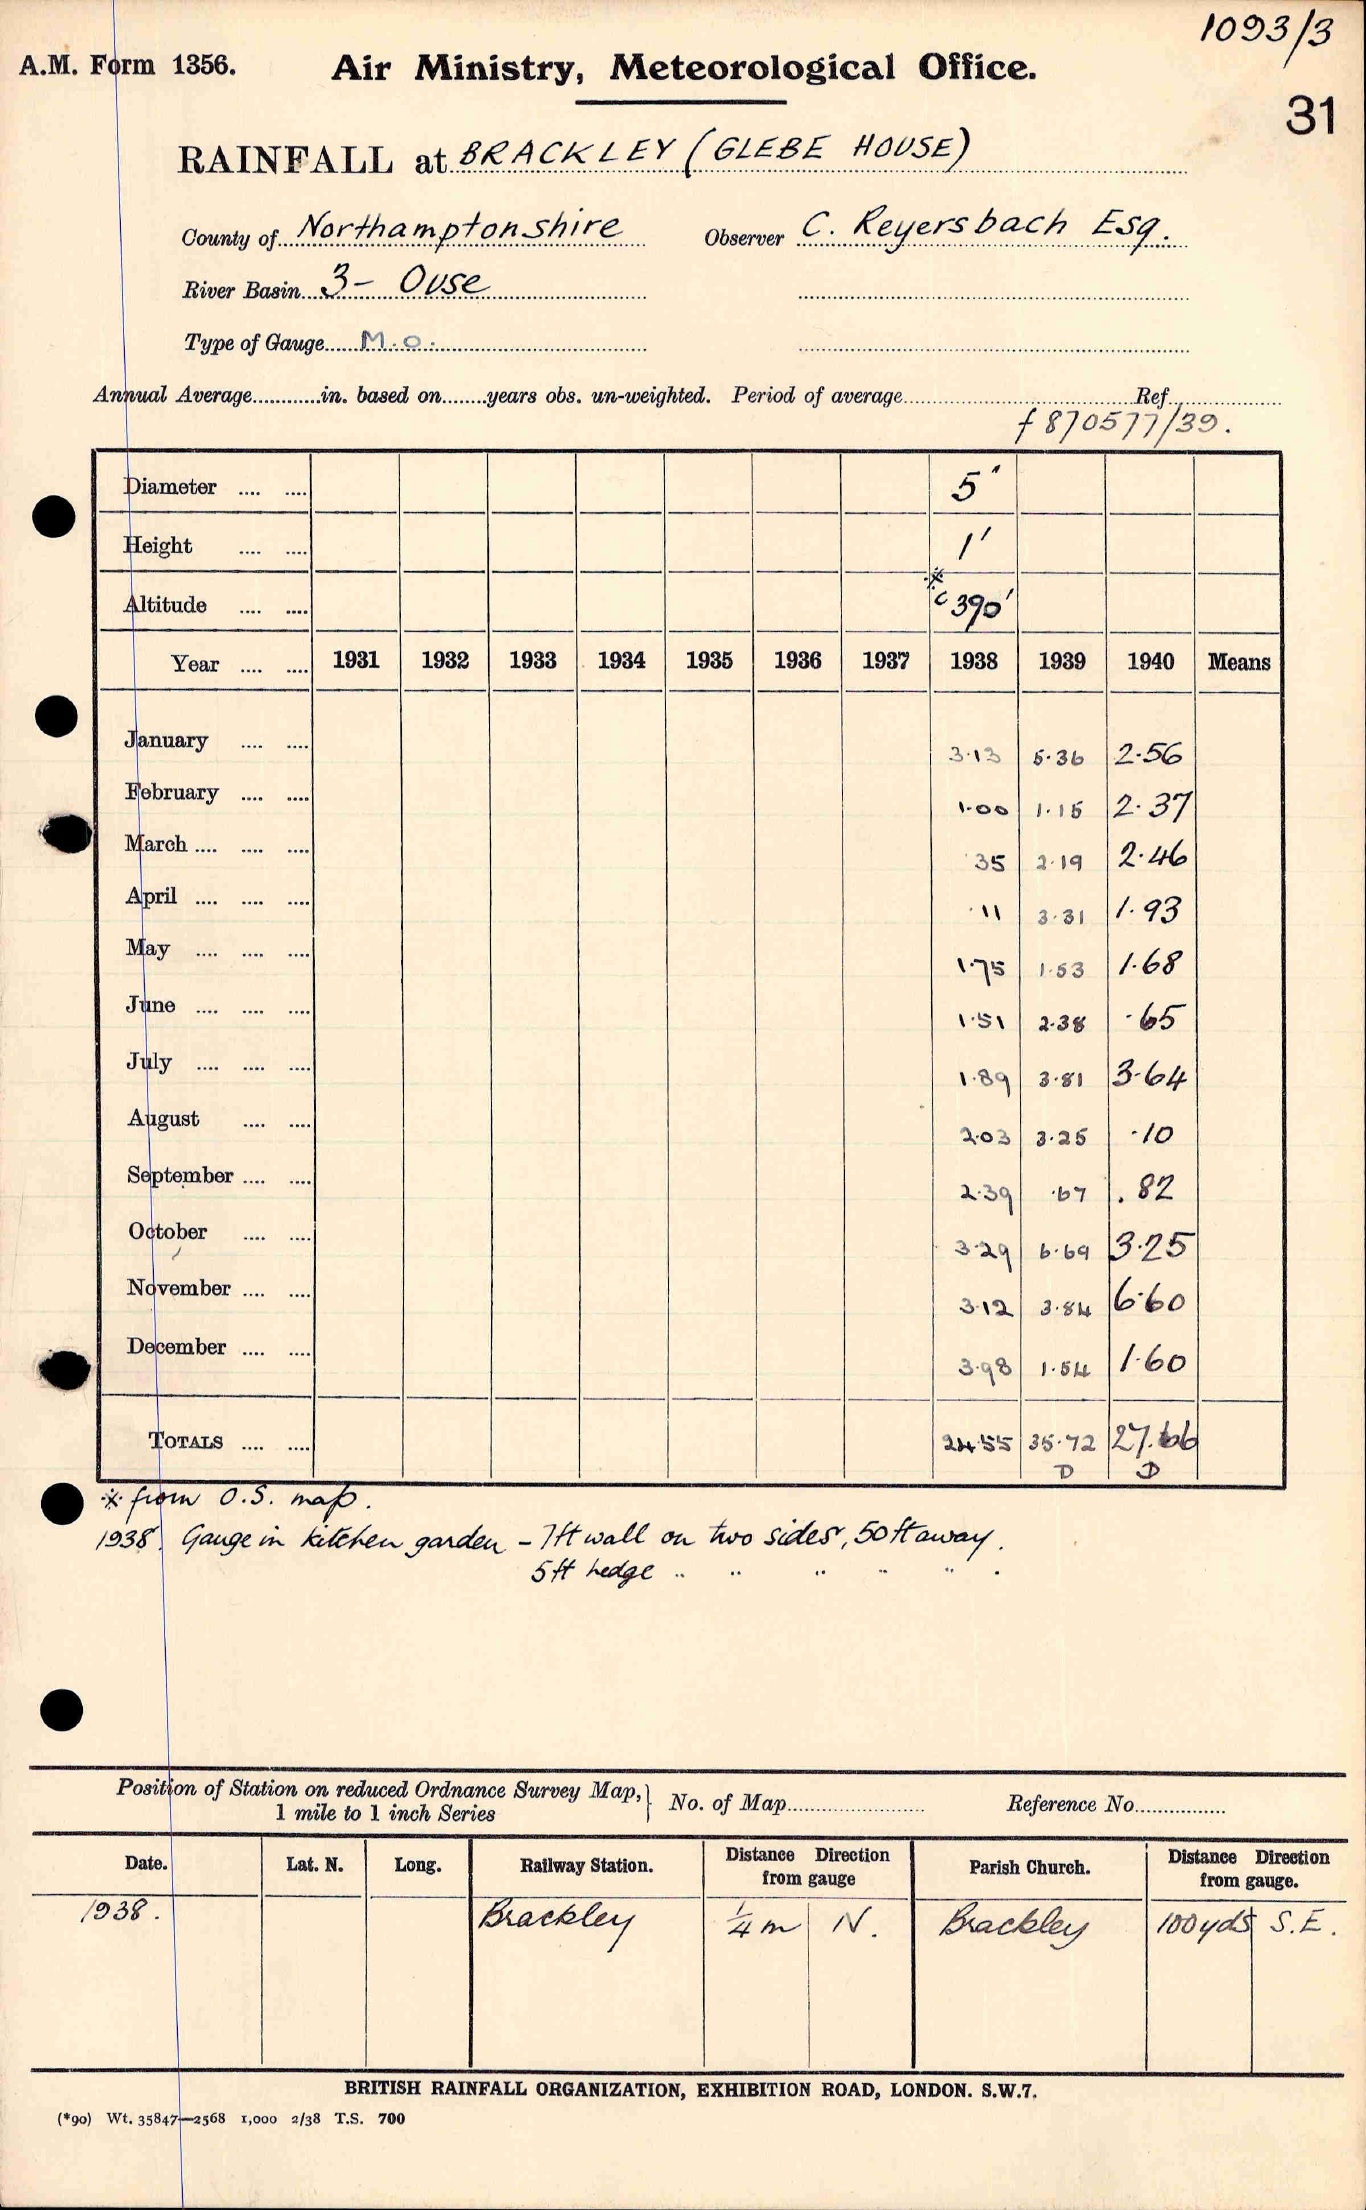 1093/3
A.M. Form 1356. Air Ministry, Meteorological Office.
31
RAINFALL at BRACKLEY (GLEBE HOUSE)
County of Northamptonshire Observer C. Reyersbach Esq.
River Basin 3- Ouse
Type of Gauge M.O.
Annual Average............in. based on........years obs. un-weighted. Period of average.................... Ref............
f 870577/39.
Diameter .... .... 5"
Height .... .... 1'
Altitude .... .... * c 390'
Year .... .... 1931 1932 1933 1934 1935 1936 1937 1938 1939 1940 Means
January .... .... 3.13 5.36 2.56
February .... .... 1.00 1.15 2.37
March .... .... .... .35 2.19 2.46
April .... .... .... .11 3.31 1.93
May .... .... .... 1.75 1.53 1.68
June .... .... .... 1.51 2.38 .65
July .... .... .... 1.89 3.81 3.64
August .... .... 2.03 3.25 .10
September .... .... 2.39 .67 .82
October .... .... 3.29 6.69 3.25
November .... .... 3.12 3.84 6.60
December .... .... 3.98 1.54 1.60
TOTALS .... .... 24.55 35.72 27.66
D D
* from O.S. map.
1938. Gauge in kitchen garden - 7ft wall on two sides, 50ft away.
5ft hedge " " " " " .
Position of Station on reduced Ordnance Survey Map, } No. of Map.................... Reference No................
1 mile to 1 inch Series
Date. Lat. N. Long. Railway Station. Distance Direction from gauge Parish Church. Distance Direction from gauge.
1938. Brackley 1/4 m N. Brackley 100 yds S.E.
BRITISH RAINFALL ORGANIZATION, EXHIBITION ROAD, LONDON. S.W.7.
(*90) Wt. 35847—2568 1,000 2/38 T.S. 700